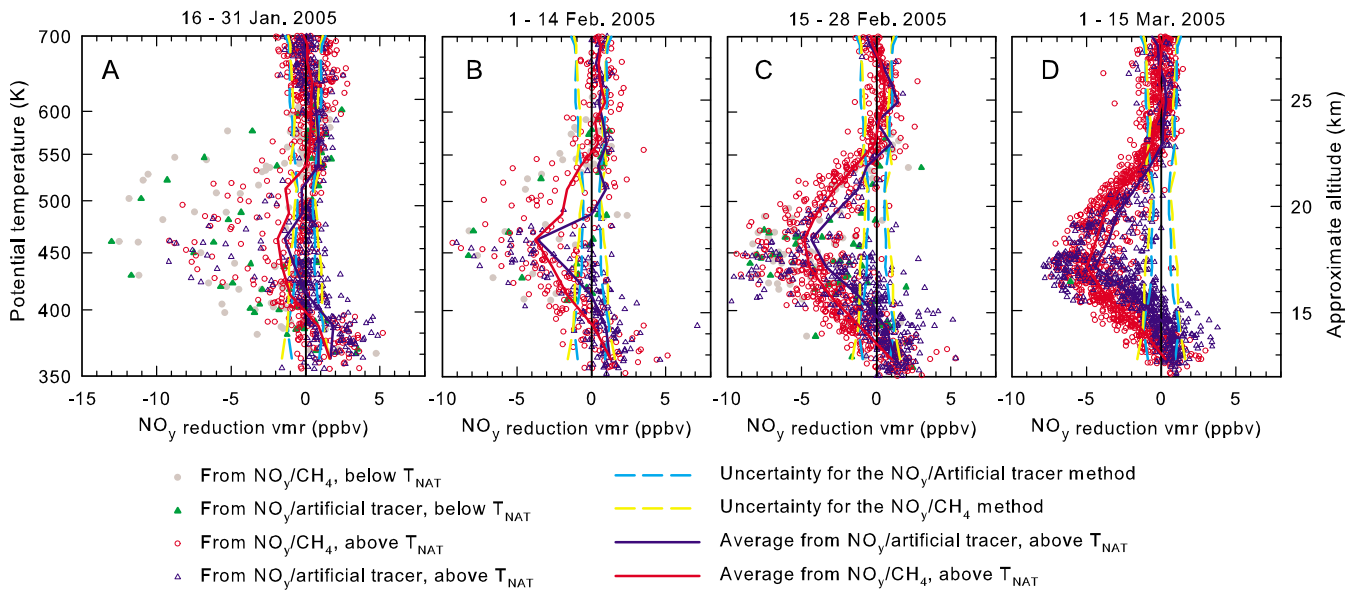 16 - 31 Jan. 2005 1 - 14 Feb. 2005 15 - 28 Feb. 2005 1 - 15 Mar. 2005
A B C D
Potential temperature (K)
700
600
550
500
450
400
350
Approximate altitude (km)
25
20
15
-15 -10 -5 0 5 -10 -5 0 5 -10 -5 0 5 -10 -5 0 5
NOy reduction vmr (ppbv) NOy reduction vmr (ppbv) NOy reduction vmr (ppbv) NOy reduction vmr (ppbv)
From NOy/CH4, below TNAT
From NOy/artificial tracer, below TNAT
From NOy/CH4, above TNAT
From NOy/artificial tracer, above TNAT
Uncertainty for the NOy/Artificial tracer method
Uncertainty for the NOy/CH4 method
Average from NOy/artificial tracer, above TNAT
Average from NOy/CH4, above TNAT